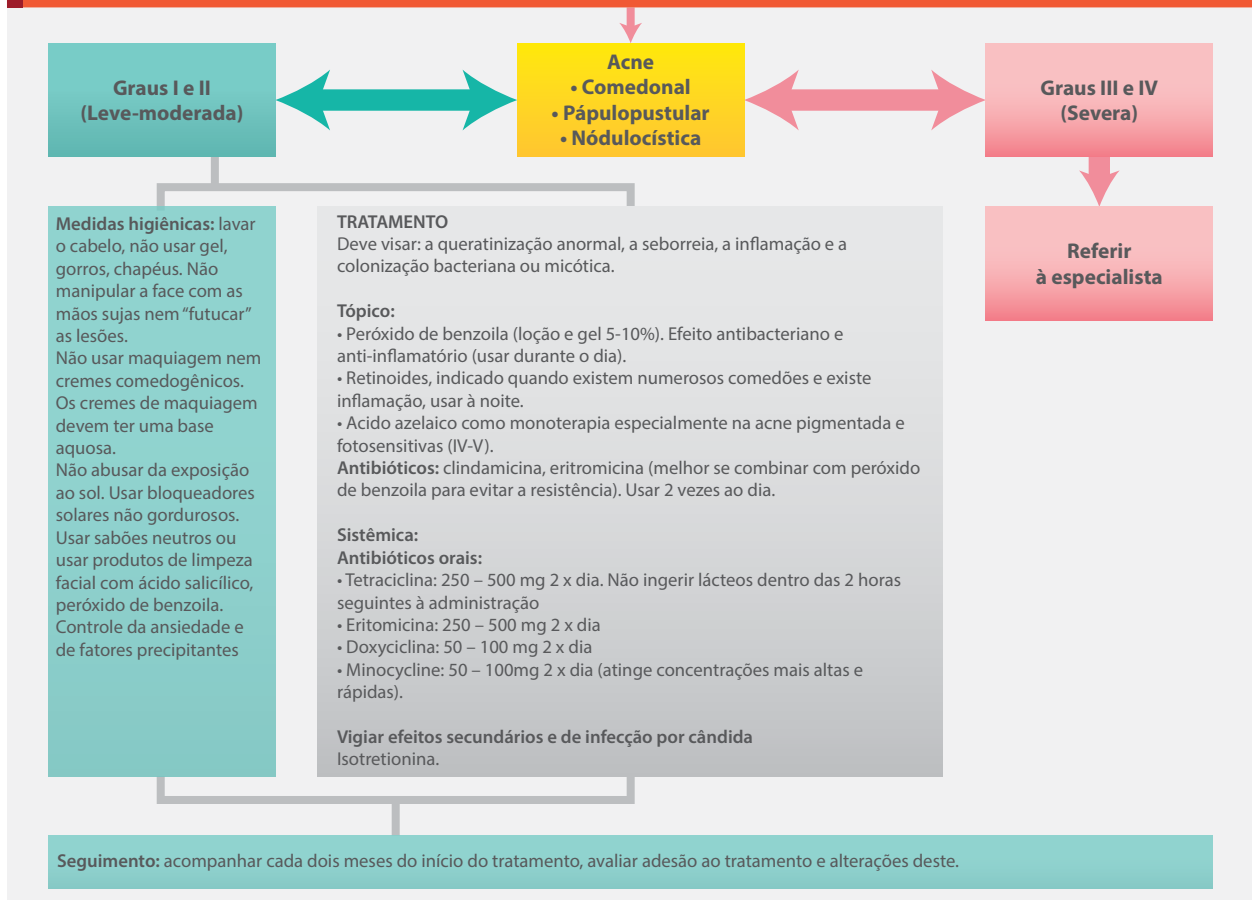 Graus I e II
(Leve-moderada)
Acne
• Comedonal
• Pápulopustular
• Nódulocística
Graus III e IV
(Severa)
Medidas higiênicas: lavar
o cabelo, não usar gel,
gorros, chapéus. Não
manipular a face com as
mãos sujas nem “futucar”
as lesões.
Não usar maquiagem nem
cremes comedogênicos.
Os cremes de maquiagem
devem ter uma base
aquosa.
Não abusar da exposição
ao sol. Usar bloqueadores
solares não gordurosos.
Usar sabões neutros ou
usar produtos de limpeza
facial com ácido salicílico,
peróxido de benzoila.
Controle da ansiedade e
de fatores precipitantes
TRATAMENTO
Deve visar: a queratinização anormal, a seborreia, a inflamação e a
colonização bacteriana ou micótica.
Tópico:
• Peróxido de benzoila (loção e gel 5-10%). Efeito antibacteriano e
anti-inflamatório (usar durante o dia).
• Retinoides, indicado quando existem numerosos comedões e existe
inflamação, usar à noite.
• Acido azelaico como monoterapia especialmente na acne pigmentada e
fotosensitivas (IV-V).
Antibióticos: clindamicina, eritromicina (melhor se combinar com peróxido
de benzoila para evitar a resistência). Usar 2 vezes ao dia.
Sistêmica:
Antibióticos orais:
• Tetraciclina: 250 – 500 mg 2 x dia. Não ingerir lácteos dentro das 2 horas
seguintes à administração
• Eritomicina: 250 – 500 mg 2 x dia
• Doxyciclina: 50 – 100 mg 2 x dia
• Minocycline: 50 – 100mg 2 x dia (atinge concentrações mais altas e
rápidas).
Vigiar efeitos secundários e de infecção por cândida
Isotretionina.
Referir
à especialista
Seguimento: acompanhar cada dois meses do início do tratamento, avaliar adesão ao tratamento e alterações deste.